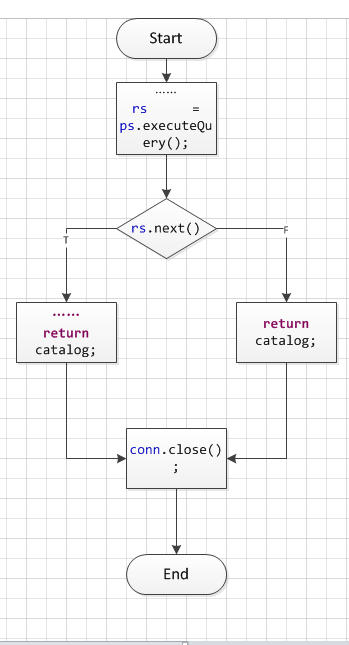 Start
......
rs =
ps.executeQu
ery();
rs.next()
T
F
......
return
catalog;
return
catalog;
conn.close()
;
End